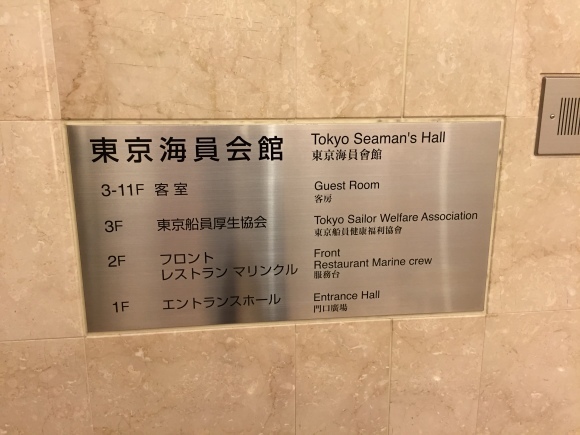 東京海員会館 Tokyo Seaman's Hall
東京海員會館
3-11F 客室 Guest Room
客房
3F 東京船員厚生協会 Tokyo Sailor Welfare Association
東京船員健康福利協會
2F フロント Front
レストラン マリンクル Restaurant Marine crew
服務台
1F エントランスホール Entrance Hall
門口廣場